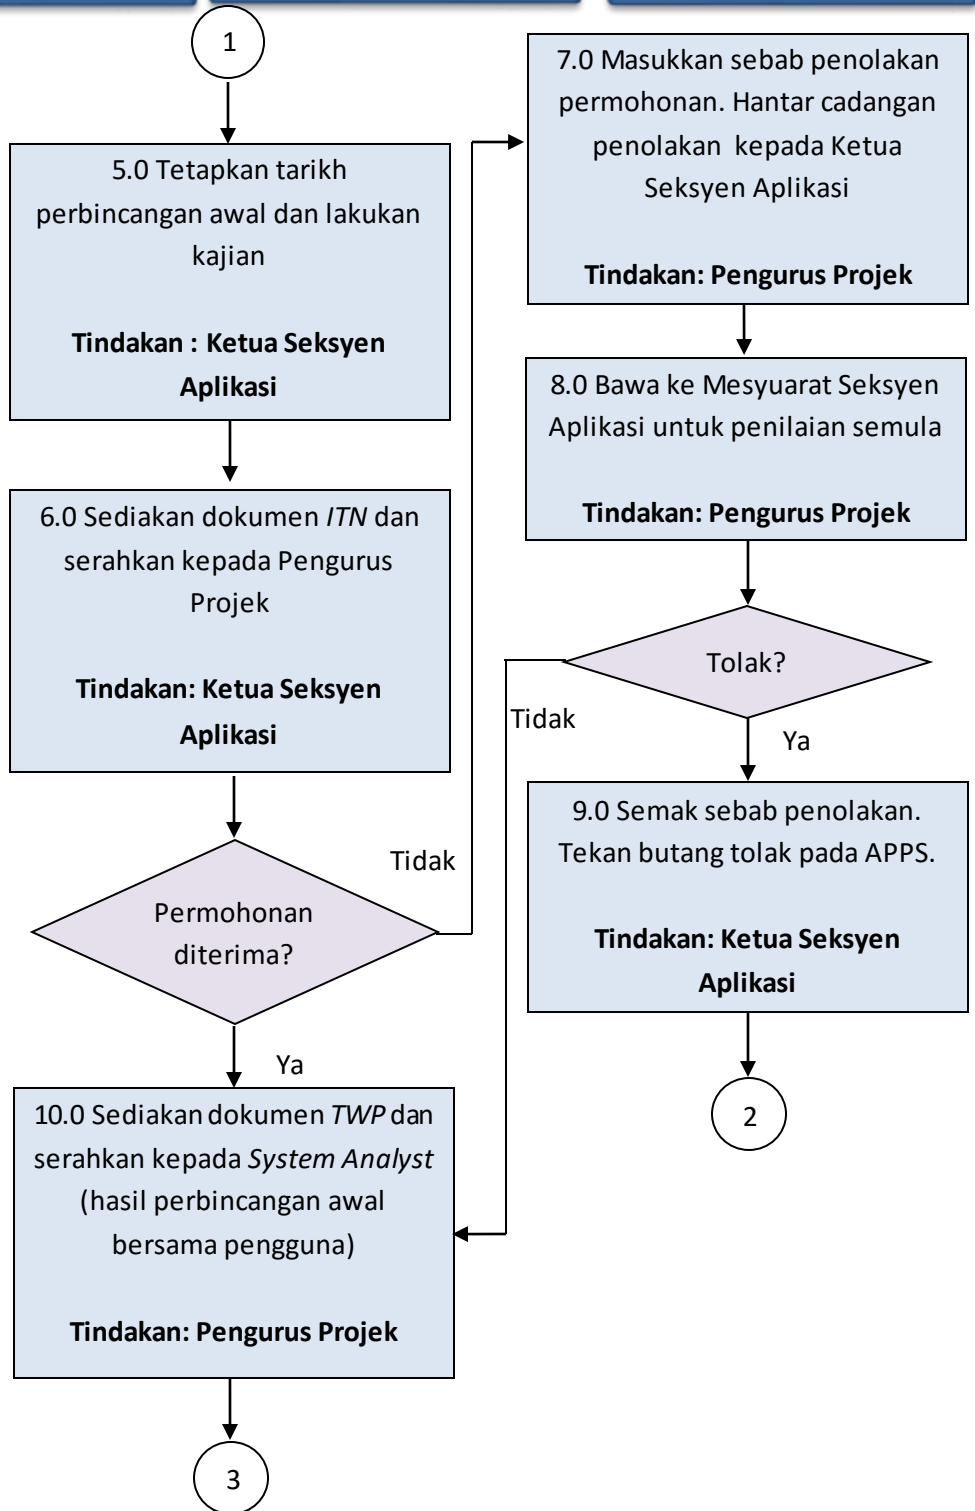 1
5.0 Tetapkan tarikh
perbincangan awal dan lakukan
kajian
Tindakan : Ketua Seksyen
Aplikasi
6.0 Sediakan dokumen ITN dan
serahkan kepada Pengurus
Projek
Tindakan: Ketua Seksyen
Aplikasi
Permohonan
diterima?
Tidak
Ya
10.0 Sediakan dokumen TWP dan
serahkan kepada System Analyst
(hasil perbincangan awal
bersama pengguna)
Tindakan: Pengurus Projek
3
7.0 Masukkan sebab penolakan
permohonan. Hantar cadangan
penolakan kepada Ketua
Seksyen Aplikasi
Tindakan: Pengurus Projek
8.0 Bawa ke Mesyuarat Seksyen
Aplikasi untuk penilaian semula
Tindakan: Pengurus Projek
Tolak?
Tidak
Ya
9.0 Semak sebab penolakan.
Tekan butang tolak pada APPS.
Tindakan: Ketua Seksyen
Aplikasi
2